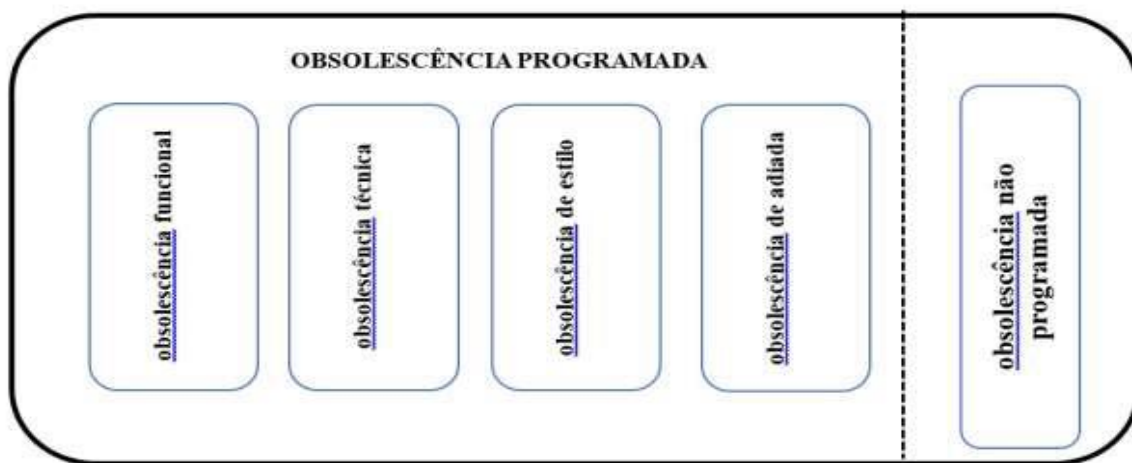 OBSOLESCÊNCIA PROGRAMADA
obsolescência funcional
obsolescência técnica
obsolescência de estilo
obsolescência de adiada
obsolescência não
programada